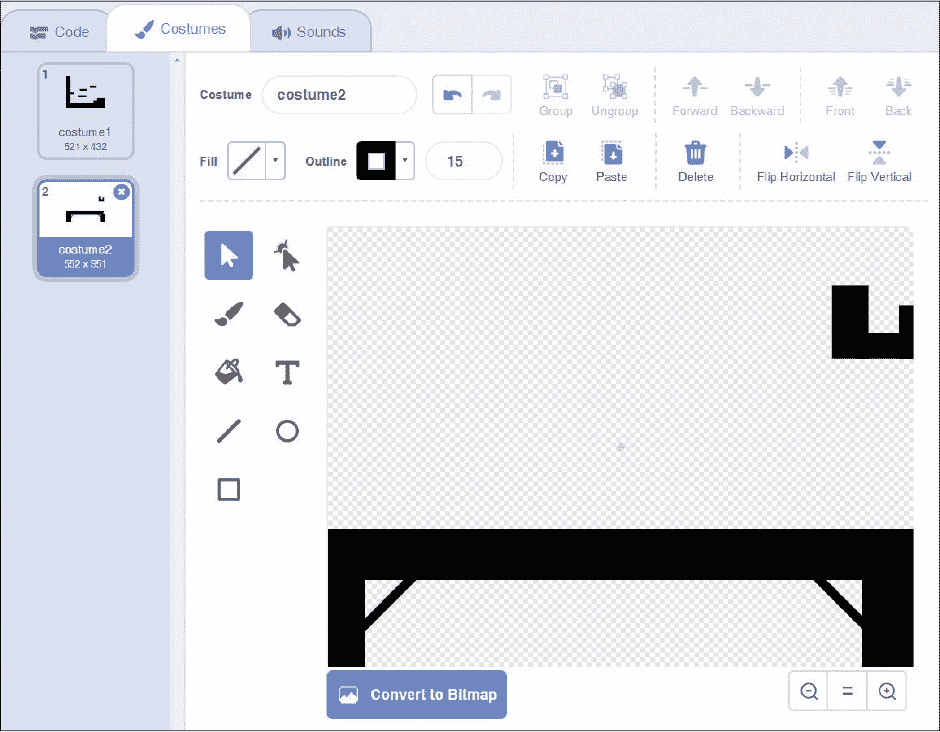 Code Costumes Sounds
1
costume1
521 x 432
2
costume2
552 x 351
Costume costume2
Group Ungroup Forward Backward Front Back
Fill Outline 15
Copy Paste Delete Flip Horizontal Flip Vertical
T
Convert to Bitmap